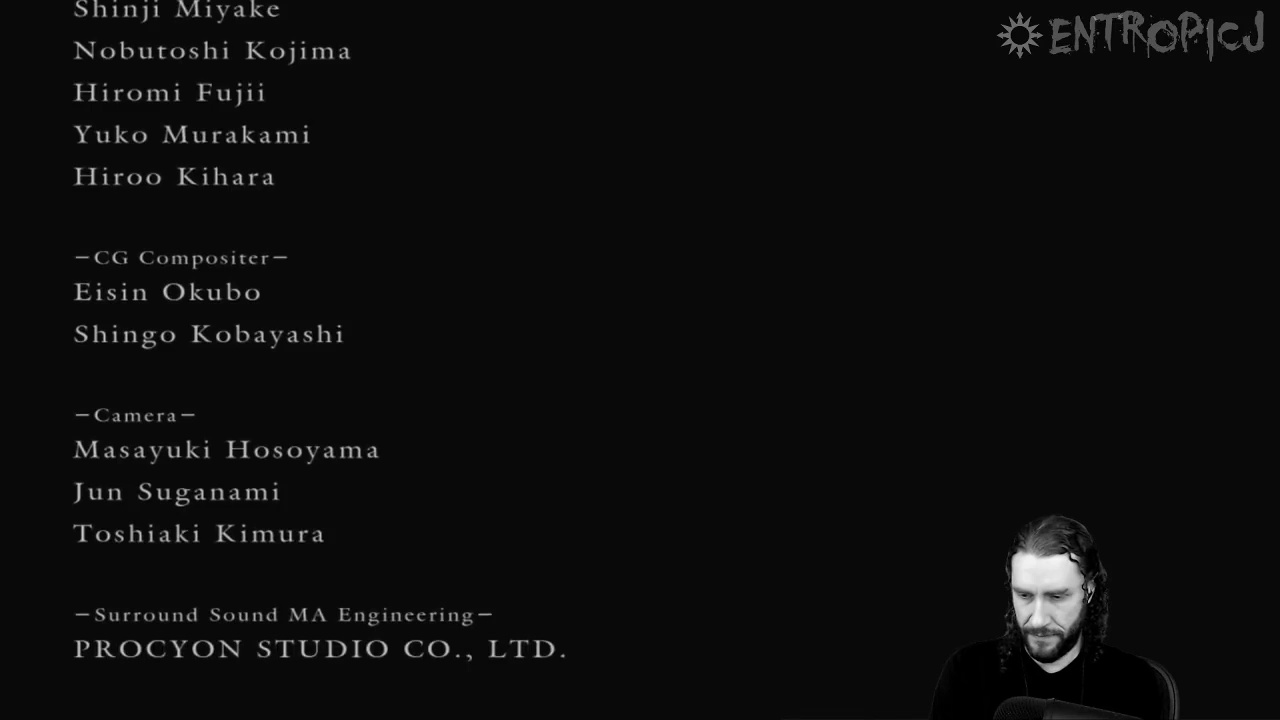 Shinji Miyake
Nobutoshi Kojima
Hiromi Fujii
Yuko Murakami
Hiroo Kihara
—CG Compositer—
Eisin Okubo
Shingo Kobayashi
—Camera—
Masayuki Hosoyama
Jun Suganami
Toshiaki Kimura
—Surround Sound MA Engineering—
PROCYON STUDIO CO., LTD.
ENTROPICJ